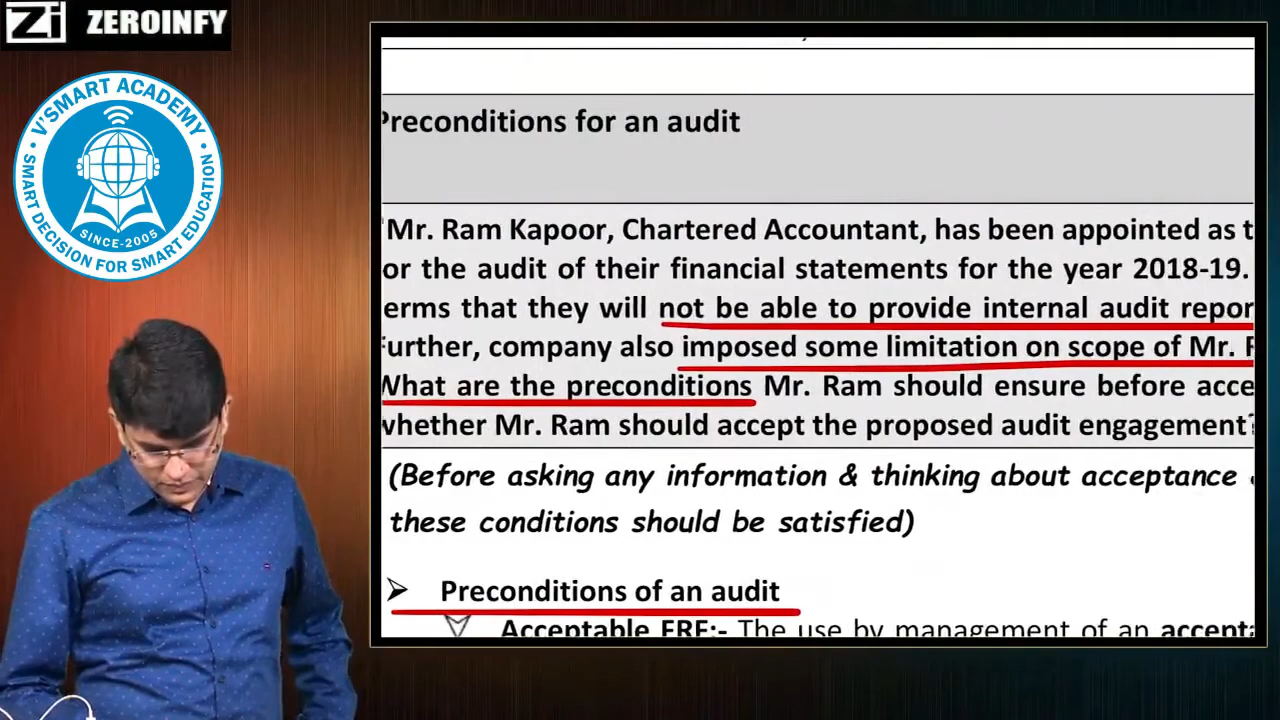 Zi ZEROINFY
V'SMART ACADEMY
SMART DECISION FOR SMART EDUCATION
SINCE-2005
Preconditions for an audit
Mr. Ram Kapoor, Chartered Accountant, has been appointed as
or the audit of their financial statements for the year 2018-19.
erms that they will not be able to provide internal audit repor
Further, company also imposed some limitation on scope of Mr.
What are the preconditions Mr. Ram should ensure before acce
whether Mr. Ram should accept the proposed audit engagement?
(Before asking any information & thinking about acceptance
these conditions should be satisfied)
➢ Preconditions of an audit
Acceptable FRF:- The use by management of an accepta